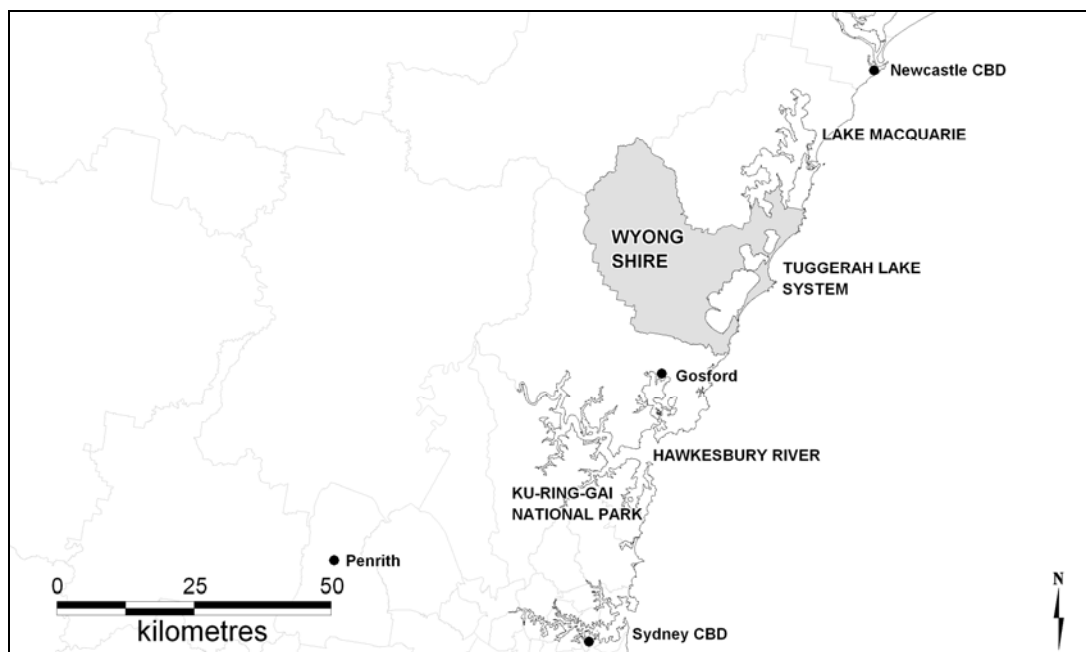 Newcastle CBD
LAKE MACQUARIE
WYONG
SHIRE
TUGGERAH LAKE
SYSTEM
Gosford
HAWKESBURY RIVER
KU-RING-GAI
NATIONAL PARK
Penrith
0 25 50
kilometres
N
Sydney CBD